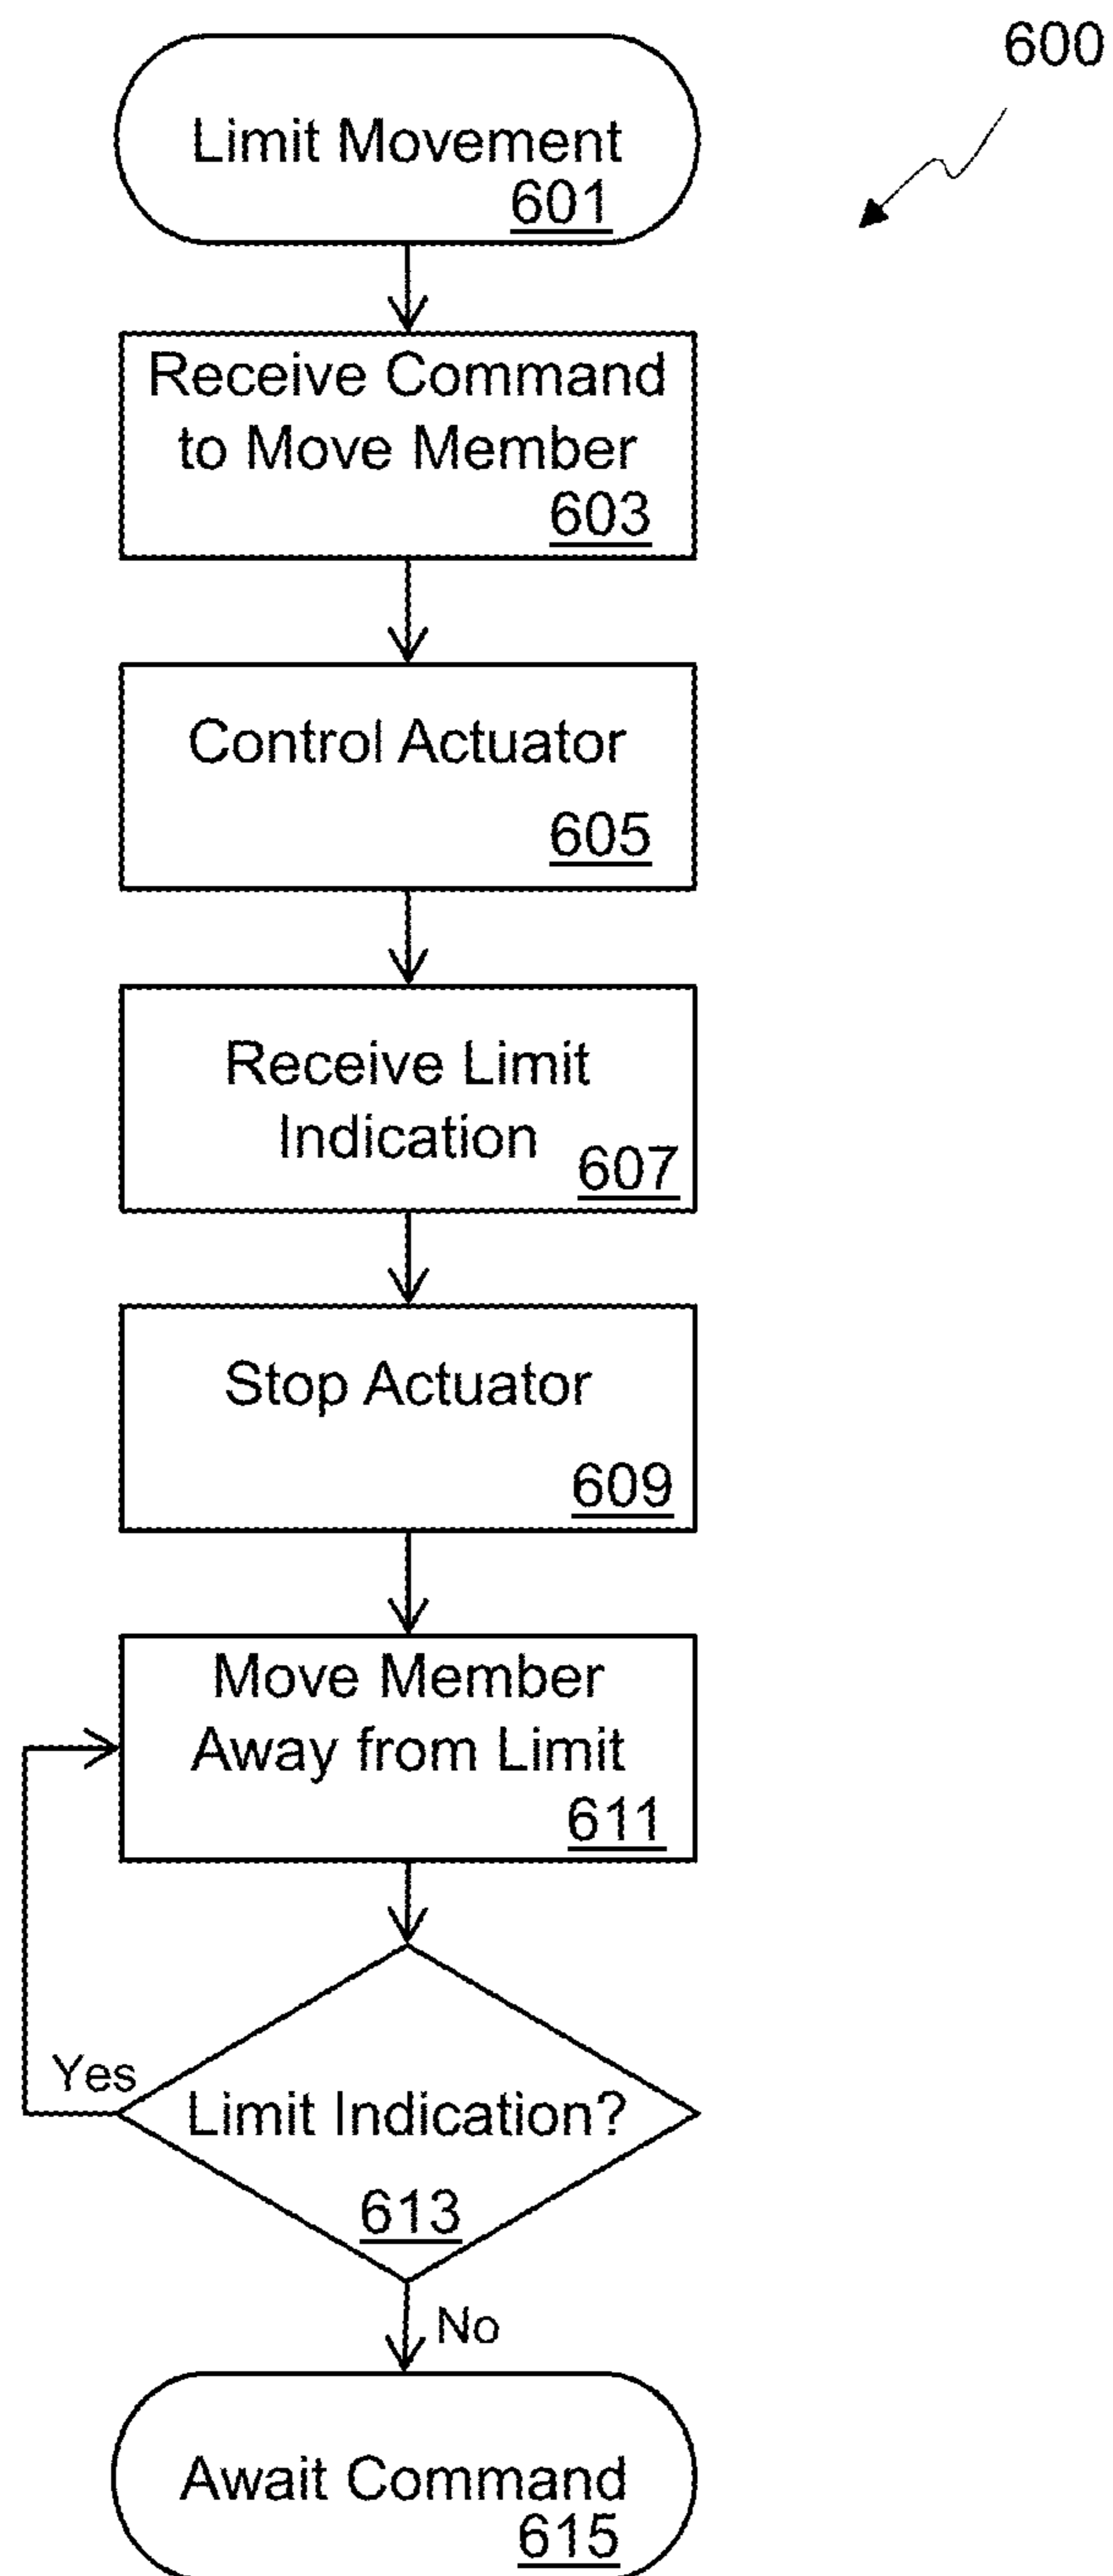 600
Limit Movement
601
Receive Command
to Move Member
603
Control Actuator
605
Receive Limit
Indication
607
Stop Actuator
609
Move Member
Away from Limit
611
Yes
Limit Indication?
613
No
Await Command
615